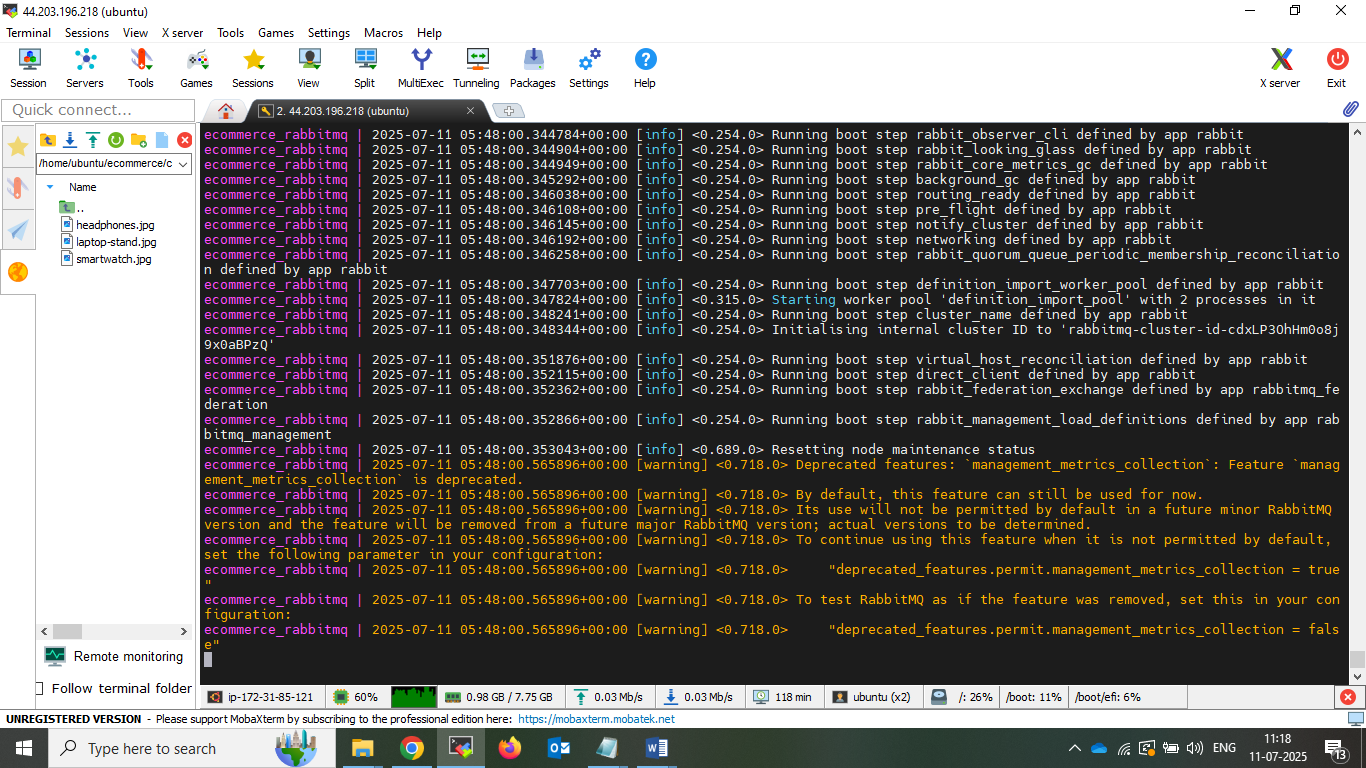 44.203.196.218 (ubuntu)
Terminal Sessions View X server Tools Games Settings Macros Help
Session Servers Tools Games Sessions View Split MultiExec Tunneling Packages Settings Help X server Exit
Quick connect...
2. 44.203.196.218 (ubuntu)
/home/ubuntu/ecommerce/c
Name
..
headphones.jpg
laptop-stand.jpg
smartwatch.jpg
Remote monitoring
Follow terminal folder
ecommerce_rabbitmq | 2025-07-11 05:48:00.344784+00:00 [info] <0.254.0> Running boot step rabbit_observer_cli defined by app rabbit
ecommerce_rabbitmq | 2025-07-11 05:48:00.344904+00:00 [info] <0.254.0> Running boot step rabbit_looking_glass defined by app rabbit
ecommerce_rabbitmq | 2025-07-11 05:48:00.344949+00:00 [info] <0.254.0> Running boot step rabbit_core_metrics_gc defined by app rabbit
ecommerce_rabbitmq | 2025-07-11 05:48:00.345292+00:00 [info] <0.254.0> Running boot step background_gc defined by app rabbit
ecommerce_rabbitmq | 2025-07-11 05:48:00.346038+00:00 [info] <0.254.0> Running boot step routing_ready defined by app rabbit
ecommerce_rabbitmq | 2025-07-11 05:48:00.346108+00:00 [info] <0.254.0> Running boot step pre_flight defined by app rabbit
ecommerce_rabbitmq | 2025-07-11 05:48:00.346145+00:00 [info] <0.254.0> Running boot step notify_cluster defined by app rabbit
ecommerce_rabbitmq | 2025-07-11 05:48:00.346192+00:00 [info] <0.254.0> Running boot step networking defined by app rabbit
ecommerce_rabbitmq | 2025-07-11 05:48:00.346258+00:00 [info] <0.254.0> Running boot step rabbit_quorum_queue_periodic_membership_reconciliatio
n defined by app rabbit
ecommerce_rabbitmq | 2025-07-11 05:48:00.347703+00:00 [info] <0.254.0> Running boot step definition_import_worker_pool defined by app rabbit
ecommerce_rabbitmq | 2025-07-11 05:48:00.347824+00:00 [info] <0.315.0> Starting worker pool 'definition_import_pool' with 2 processes in it
ecommerce_rabbitmq | 2025-07-11 05:48:00.348241+00:00 [info] <0.254.0> Running boot step cluster_name defined by app rabbit
ecommerce_rabbitmq | 2025-07-11 05:48:00.348344+00:00 [info] <0.254.0> Initialising internal cluster ID to 'rabbitmq-cluster-id-cdxLP3OhHm0o8j
9x0aBPzQ'
ecommerce_rabbitmq | 2025-07-11 05:48:00.351876+00:00 [info] <0.254.0> Running boot step virtual_host_reconciliation defined by app rabbit
ecommerce_rabbitmq | 2025-07-11 05:48:00.352115+00:00 [info] <0.254.0> Running boot step direct_client defined by app rabbit
ecommerce_rabbitmq | 2025-07-11 05:48:00.352362+00:00 [info] <0.254.0> Running boot step rabbit_federation_exchange defined by app rabbitmq_fe
deration
ecommerce_rabbitmq | 2025-07-11 05:48:00.352866+00:00 [info] <0.254.0> Running boot step rabbit_management_load_definitions defined by app rab
bitmq_management
ecommerce_rabbitmq | 2025-07-11 05:48:00.353043+00:00 [info] <0.689.0> Resetting node maintenance status
ecommerce_rabbitmq | 2025-07-11 05:48:00.565896+00:00 [warning] <0.718.0> Deprecated features: `management_metrics_collection`: Feature `manag
ement_metrics_collection` is deprecated.
ecommerce_rabbitmq | 2025-07-11 05:48:00.565896+00:00 [warning] <0.718.0> By default, this feature can still be used for now.
ecommerce_rabbitmq | 2025-07-11 05:48:00.565896+00:00 [warning] <0.718.0> Its use will not be permitted by default in a future minor RabbitMQ
version and the feature will be removed from a future major RabbitMQ version; actual versions to be determined.
ecommerce_rabbitmq | 2025-07-11 05:48:00.565896+00:00 [warning] <0.718.0> To continue using this feature when it is not permitted by default,
set the following parameter in your configuration:
ecommerce_rabbitmq | 2025-07-11 05:48:00.565896+00:00 [warning] <0.718.0> "deprecated_features.permit.management_metrics_collection = true
"
ecommerce_rabbitmq | 2025-07-11 05:48:00.565896+00:00 [warning] <0.718.0> To test RabbitMQ as if the feature was removed, set this in your con
figuration:
ecommerce_rabbitmq | 2025-07-11 05:48:00.565896+00:00 [warning] <0.718.0> "deprecated_features.permit.management_metrics_collection = fals
e"
ip-172-31-85-121 60% 0.98 GB / 7.75 GB 0.03 Mb/s 0.03 Mb/s 118 min ubuntu (x2) /: 26% /boot: 11% /boot/efi: 6%
UNREGISTERED VERSION - Please support MobaXterm by subscribing to the professional edition here: https://mobaxterm.mobatek.net
Type here to search
ENG
11:18
11-07-2025
13